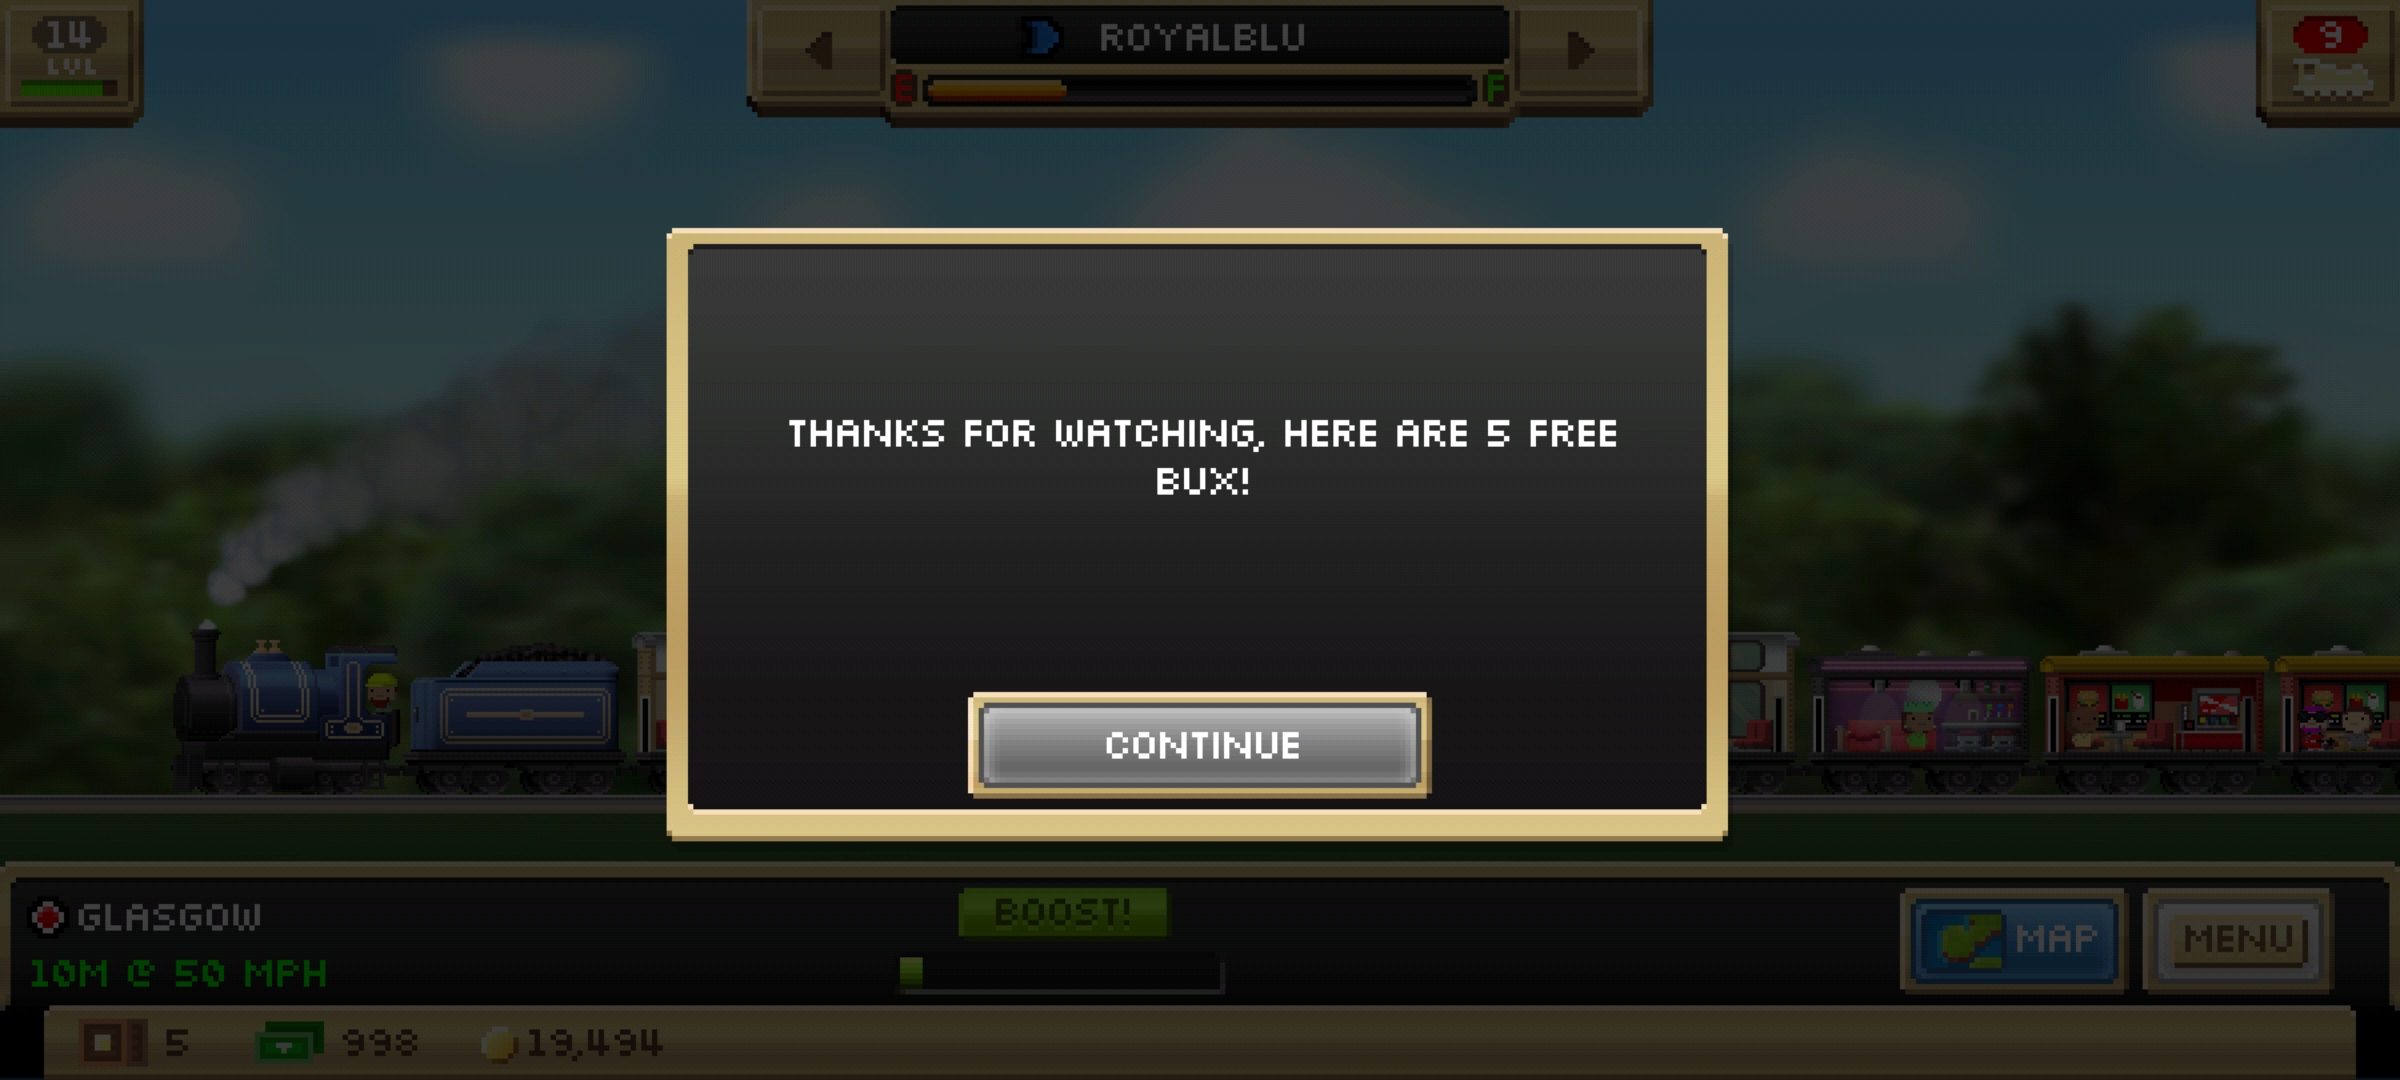 14
LVL
ROYALBLU
E
F
9
THANKS FOR WATCHING, HERE ARE 5 FREE
BUX!
CONTINUE
GLASGOW
10M @ 50 MPH
BOOST!
MAP
MENU
5
998
19,494